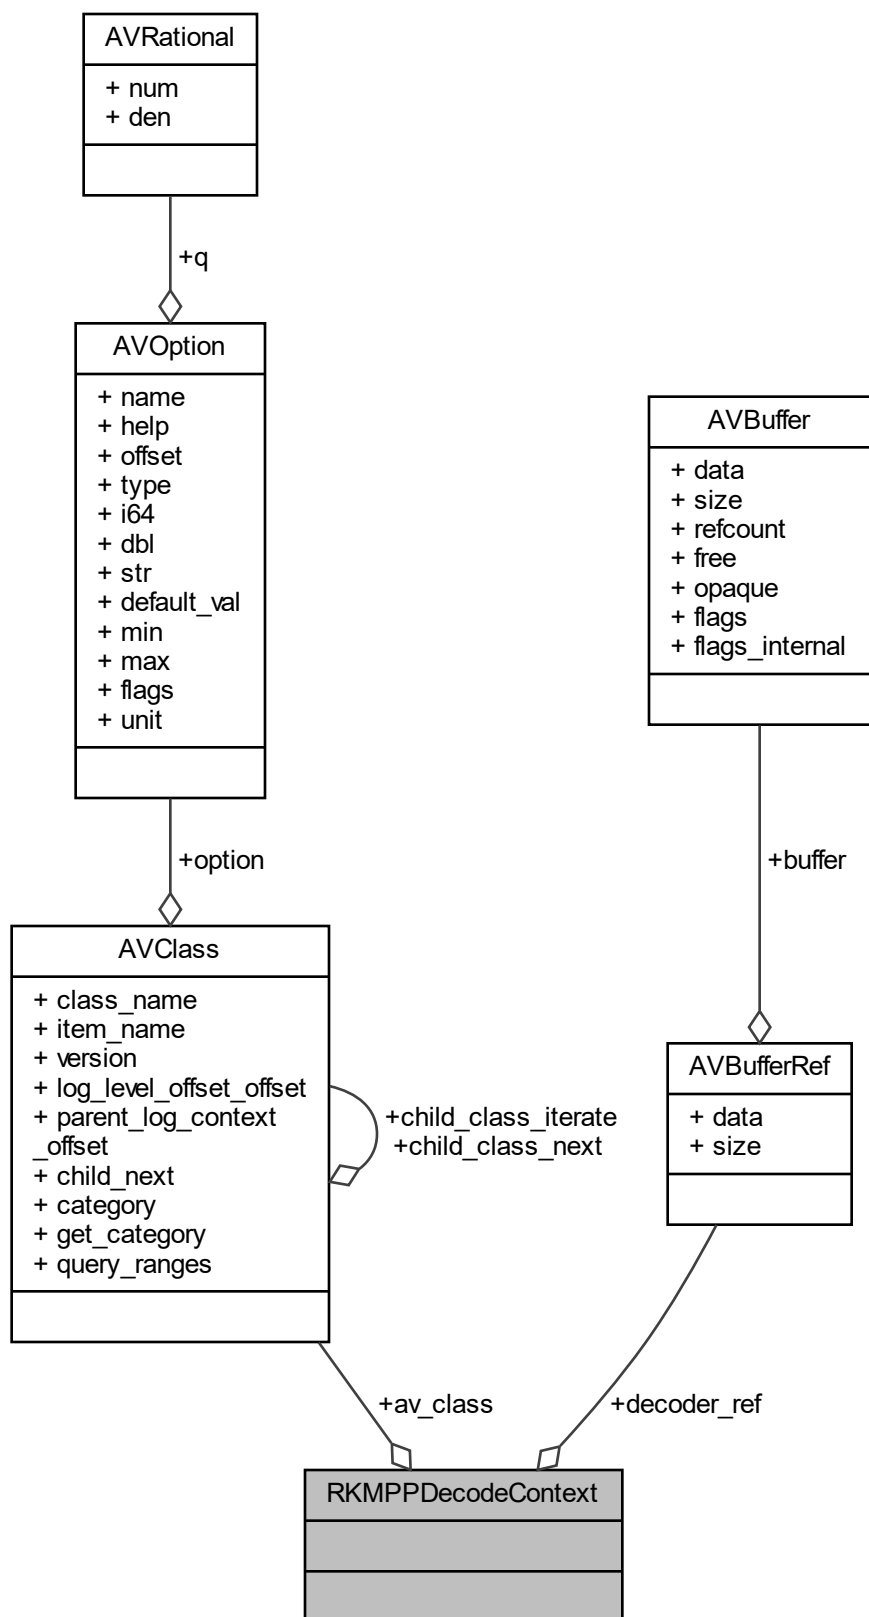 AVRational
+ num
+ den
+q
AVOption
+ name
+ help
+ offset
+ type
+ i64
+ dbl
+ str
+ default_val
+ min
+ max
+ flags
+ unit
AVBuffer
+ data
+ size
+ refcount
+ free
+ opaque
+ flags
+ flags_internal
+option
+buffer
AVClass
+ class_name
+ item_name
+ version
+ log_level_offset_offset
+ parent_log_context
_offset
+ child_next
+ category
+ get_category
+ query_ranges
+child_class_iterate
+child_class_next
AVBufferRef
+ data
+ size
+av_class
+decoder_ref
RKMPPDecodeContext